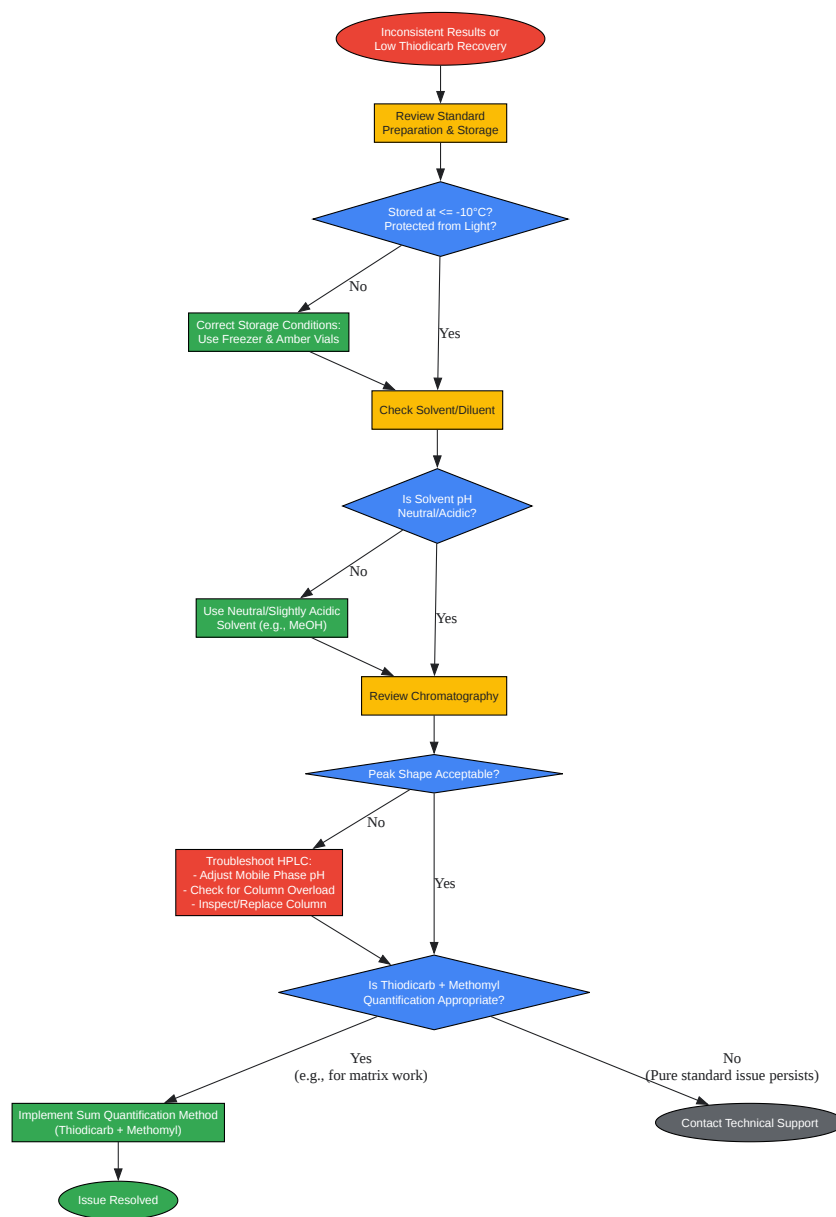 Inconsistent Results or
Low Thiodicarb Recovery
Review Standard
Preparation & Storage
Stored at <= -10°C?
Protected from Light?
No
Correct Storage Conditions:
Use Freezer & Amber Vials
Yes
Check Solvent/Diluent
Is Solvent pH
Neutral/Acidic?
No
Use Neutral/Slightly Acidic
Solvent (e.g., MeOH)
Yes
Review Chromatography
Peak Shape Acceptable?
No
Troubleshoot HPLC:
- Adjust Mobile Phase pH
- Check for Column Overload
- Inspect/Replace Column
Yes
Is Thiodicarb + Methomyl
Quantification Appropriate?
Yes
(e.g., for matrix work)
No
(Pure standard issue persists)
Implement Sum Quantification Method
(Thiodicarb + Methomyl)
Contact Technical Support
Issue Resolved